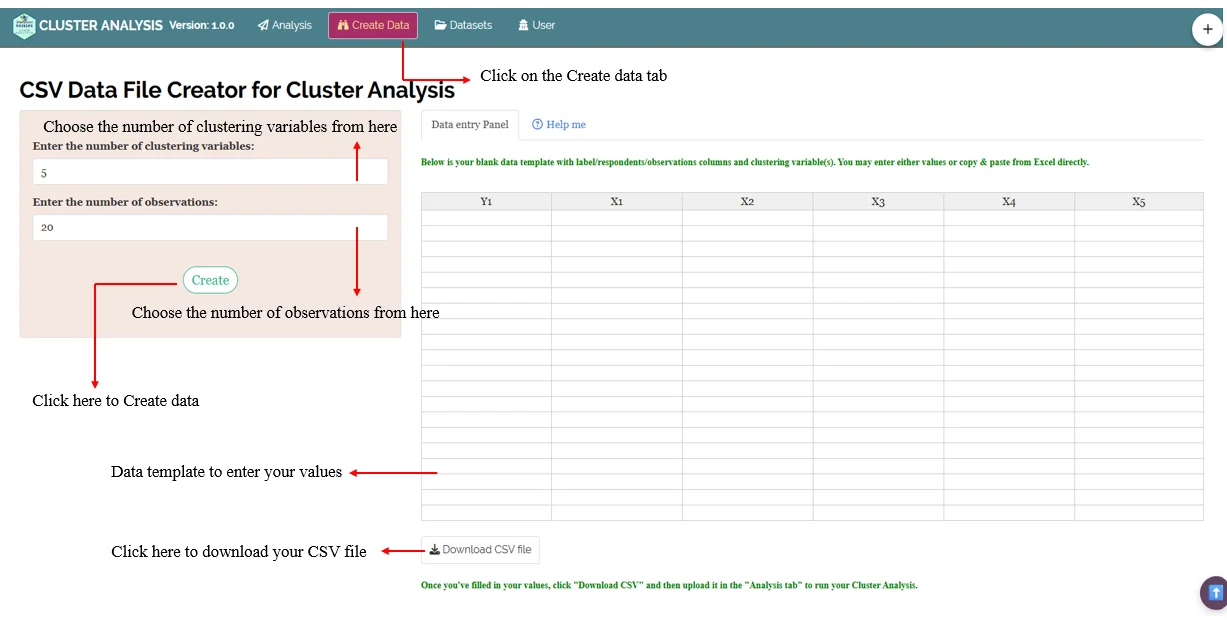 CLUSTER ANALYSIS Version: 1.0.0 Analysis Create Data Datasets User
+
Click on the Create data tab
CSV Data File Creator for Cluster Analysis
Choose the number of clustering variables from here
Enter the number of clustering variables:
5
Enter the number of observations:
20
Create
Choose the number of observations from here
Click here to Create data
Data entry Panel Help me
Below is your blank data template with label/respondents/observations columns and clustering variable(s). You may enter either values or copy & paste from Excel directly.
Y1 X1 X2 X3 X4 X5
Data template to enter your values
Click here to download your CSV file
Download CSV file
Once you've filled in your values, click "Download CSV" and then upload it in the "Analysis tab" to run your Cluster Analysis.